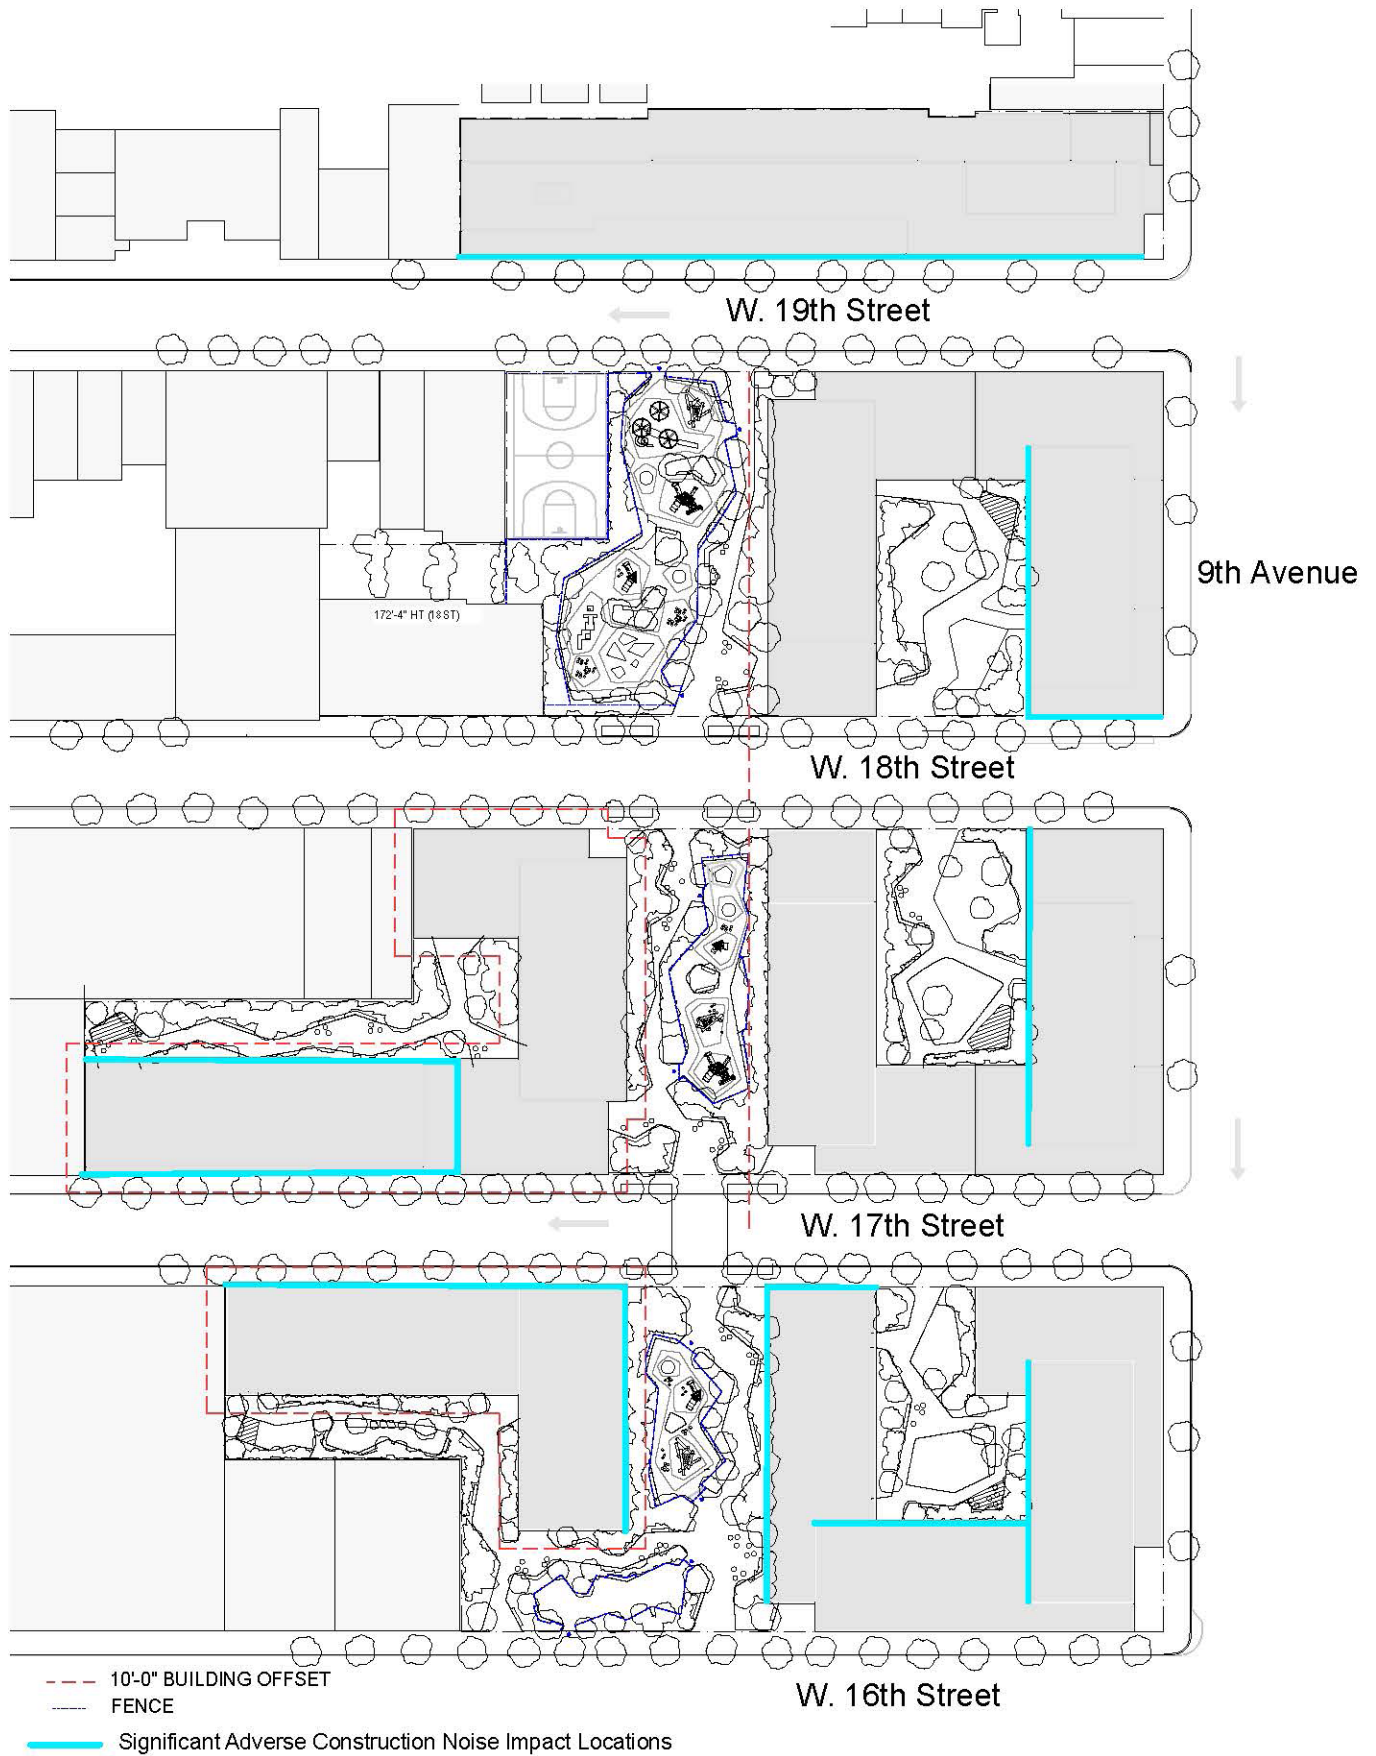 W. 19th Street
9th Avenue
172'-4" HT (18 ST)
W. 18th Street
W. 17th Street
W. 16th Street
10'-0" BUILDING OFFSET
FENCE
Significant Adverse Construction Noise Impact Locations